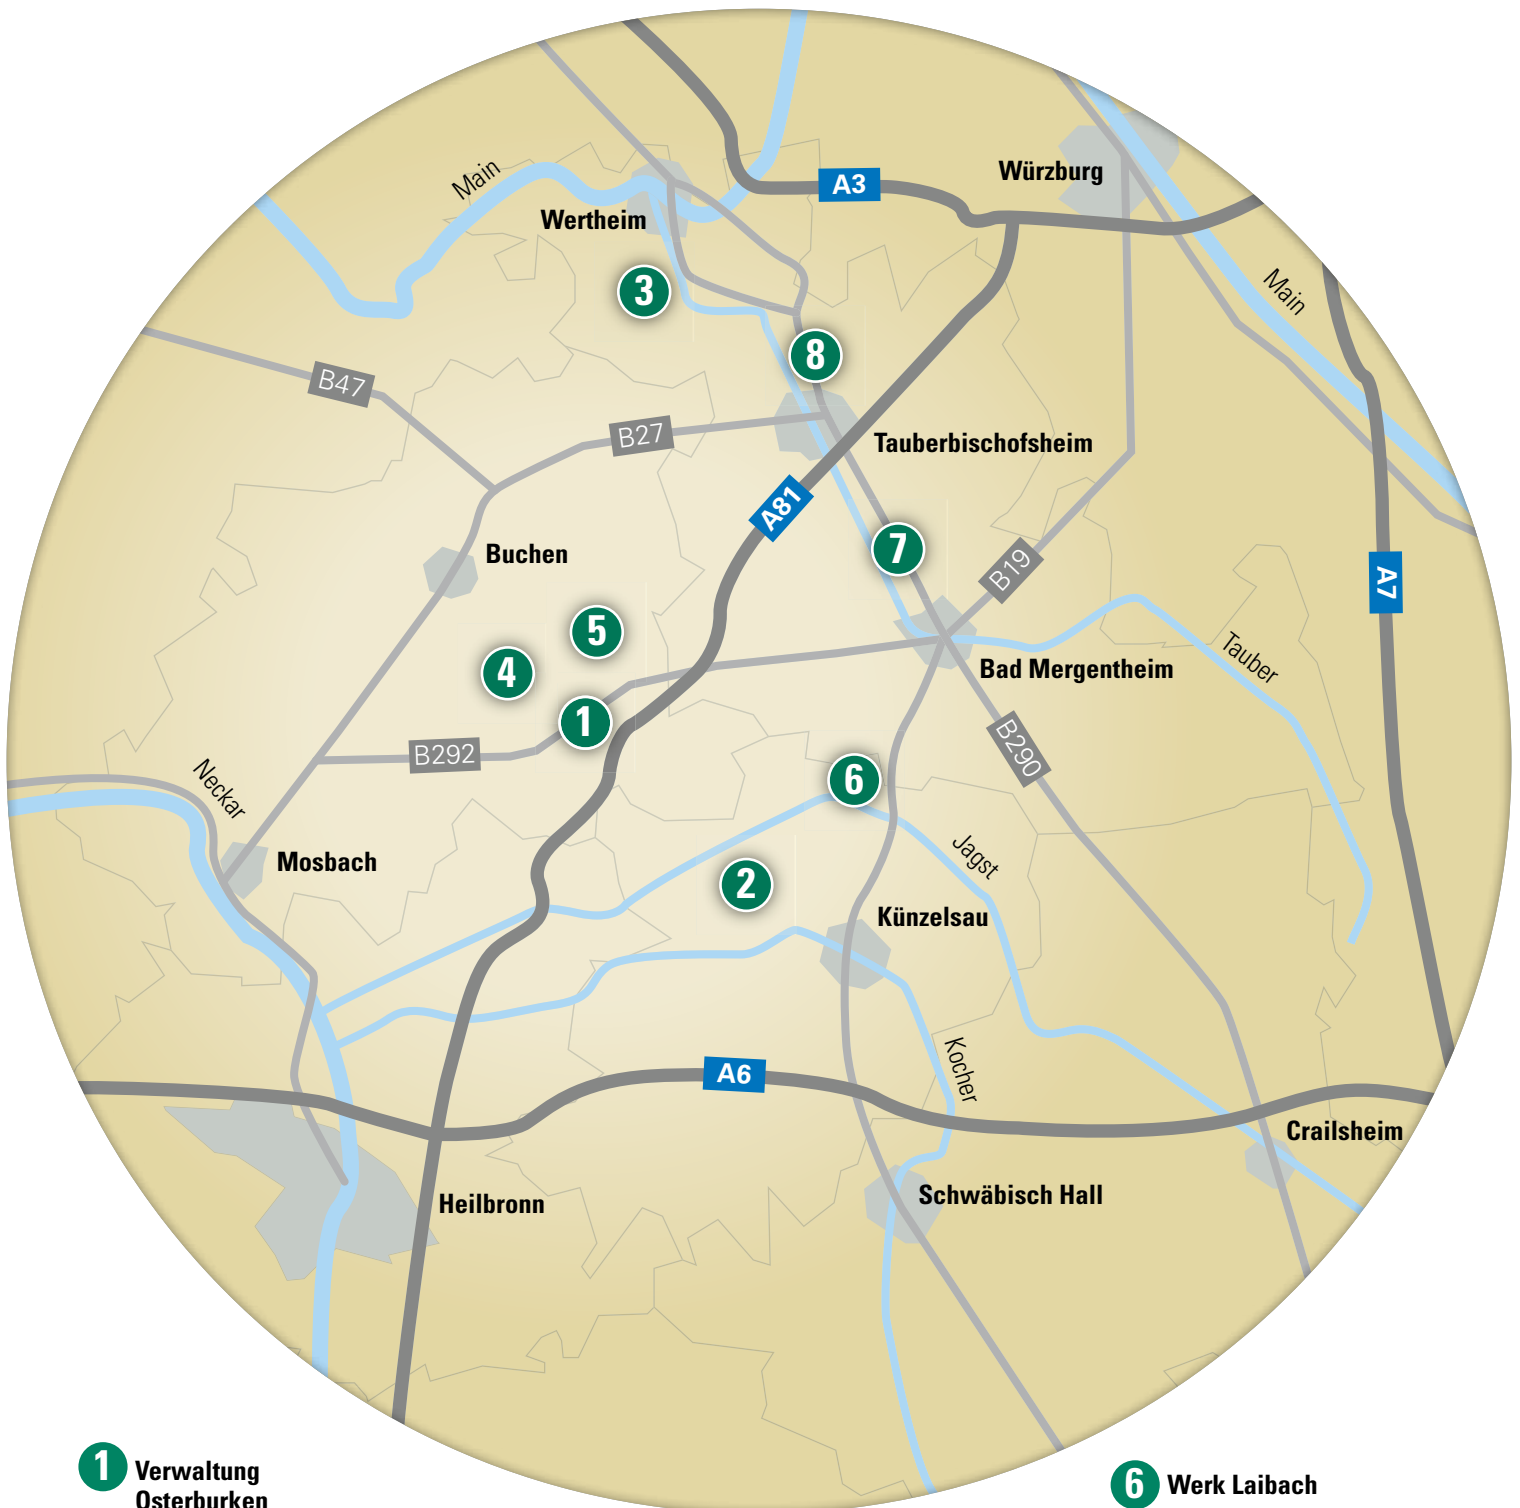 Main
A3
Würzburg
Wertheim
3
Main
8
B47
B27
Tauberbischofsheim
A81
Buchen
7
B19
A7
5
4
Bad Mergentheim
Tauber
1
B292
B290
6
Neckar
Mosbach
Jagst
2
Künzelsau
Kocher
A6
Crailsheim
Heilbronn
Schwäbisch Hall
1 Verwaltung
Osterburken
6 Werk Laibach